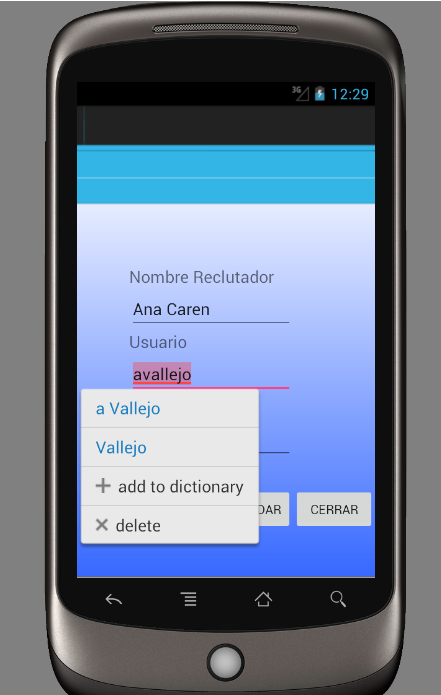 3G 12:29
Nombre Reclutador
Ana Caren
Usuario
avallejo
a Vallejo
Vallejo
add to dictionary
delete
DAR CERRAR